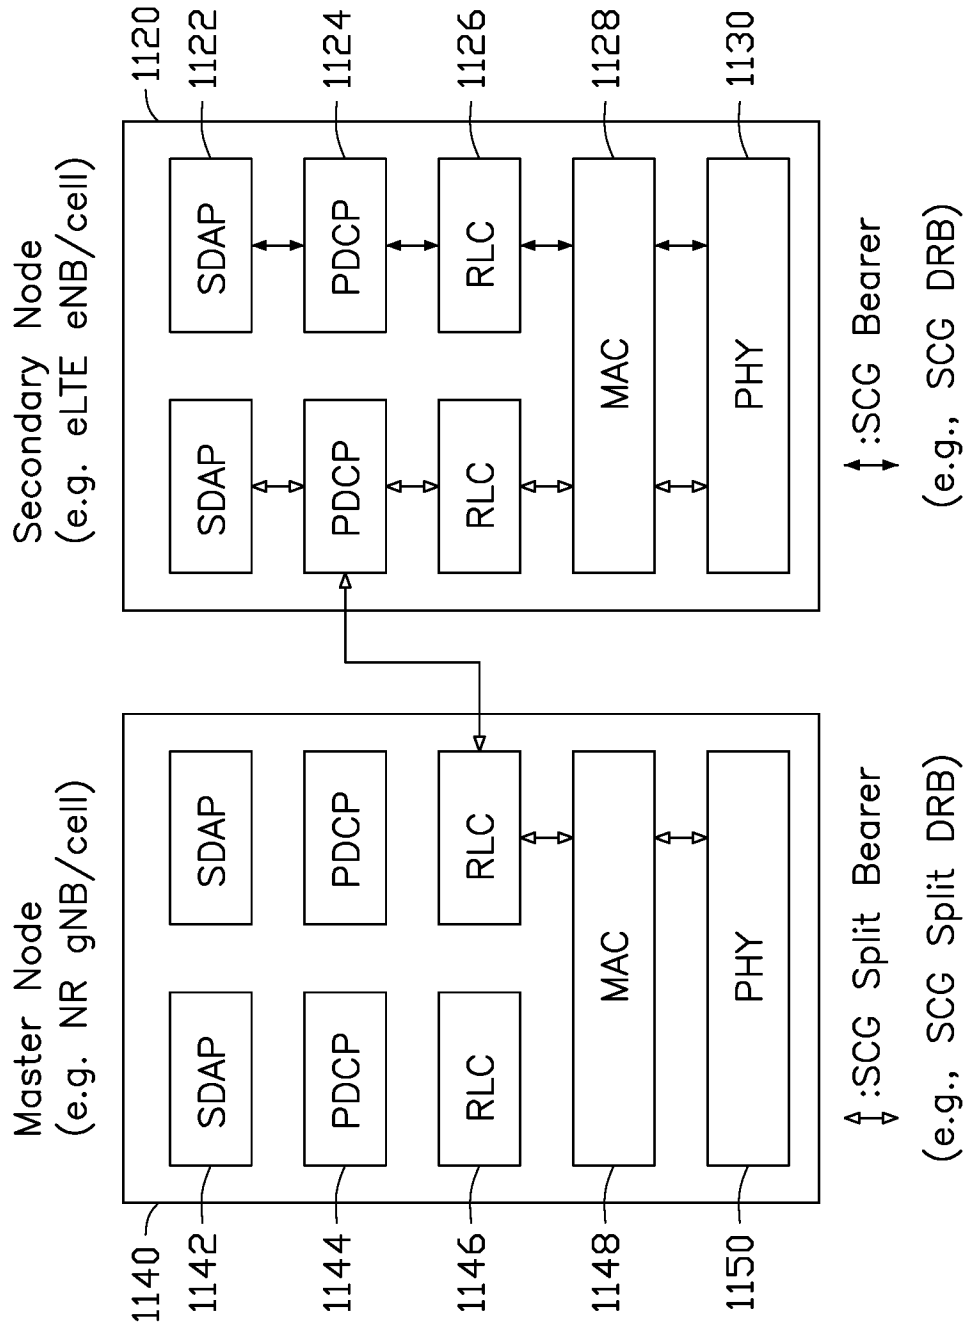 Master Node
(e.g. NR gNB/cell)
Secondary Node
(e.g. eLTE eNB/cell)
1140
1142
SDAP
SDAP
1144
PDCP
PDCP
1146
RLC
RLC
1148
MAC
1150
PHY
1120
SDAP
SDAP
1122
PDCP
PDCP
1124
RLC
RLC
1126
MAC
1128
PHY
1130
:SCG Split Bearer
(e.g., SCG Split DRB)
:SCG Bearer
(e.g., SCG DRB)